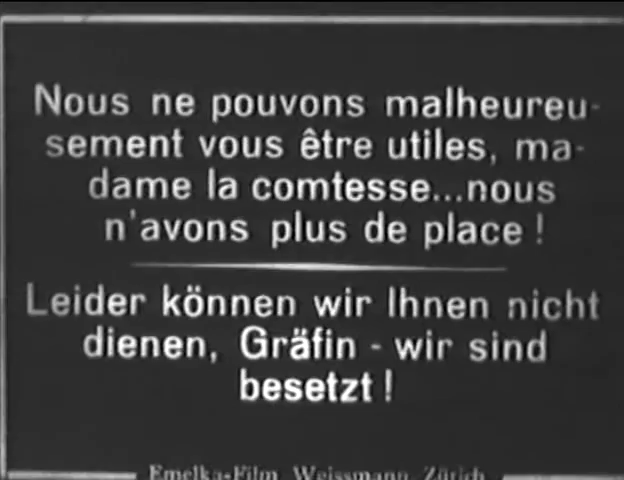 Nous ne pouvons malheureu-
sement vous être utiles, ma-
dame la comtesse...nous
n'avons plus de place !
Leider können wir Ihnen nicht
dienen, Gräfin - wir sind
besetzt !
Emelka-Film Weissmann Zürich